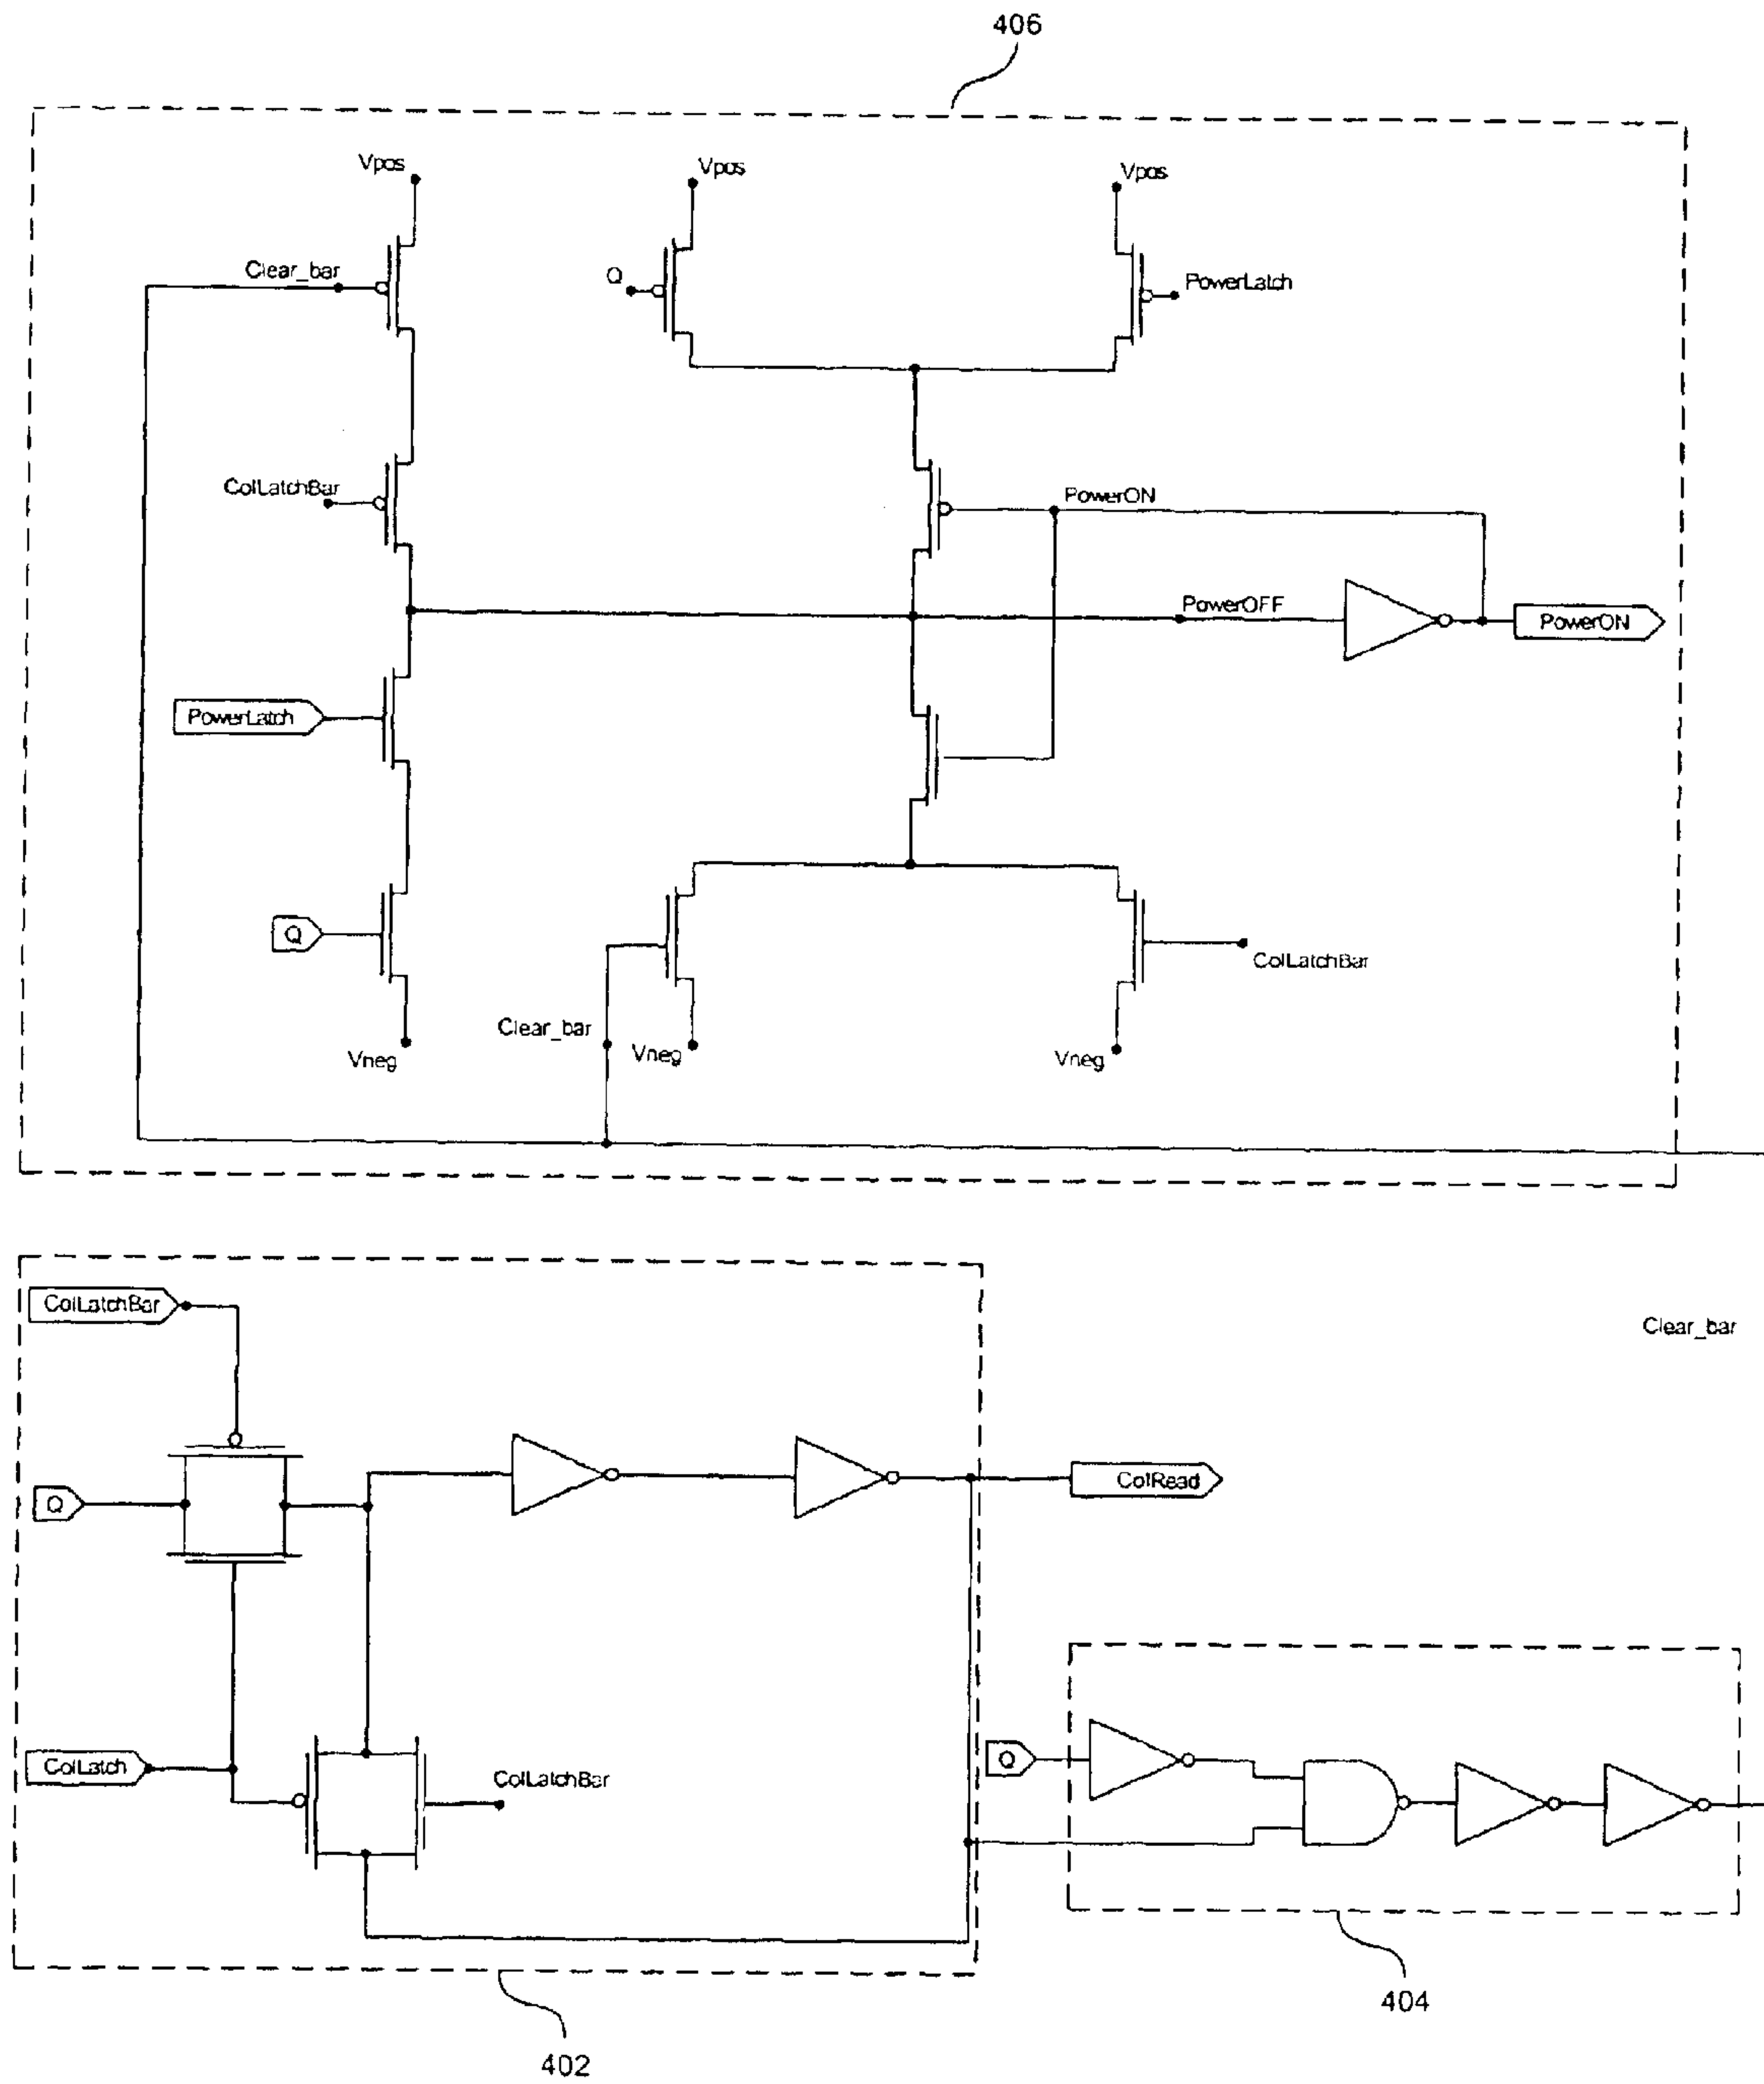 406
Vpos
Vpos
Vpos
Clear_bar
Q
PowerLatch
ColLatchBar
PowerON
PowerOFF
PowerON
PowerLatch
Q
ColLatchBar
Clear_bar
Vneg
Vneg
Vneg
ColLatchBar
Clear_bar
Q
ColRead
ColLatch
ColLatchBar
Q
404
402